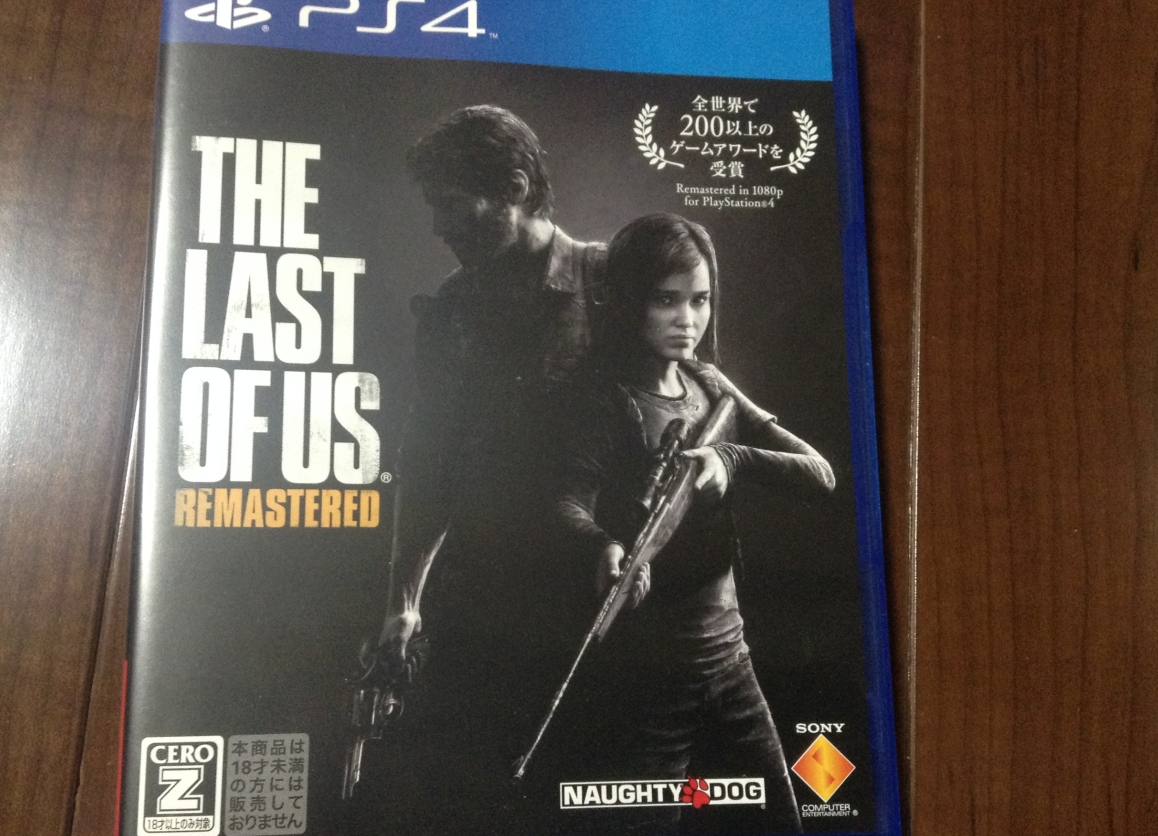 PS4™
THE
LAST
OF US®
REMASTERED
全世界で
200以上の
ゲームアワードを
受賞
Remastered in 1080p
for PlayStation®4
CERO
Z
18才以上のみ対象
本商品は
18才未満
の方には
販売して
おりません
NAUGHTY DOG®
SONY
COMPUTER
ENTERTAINMENT®